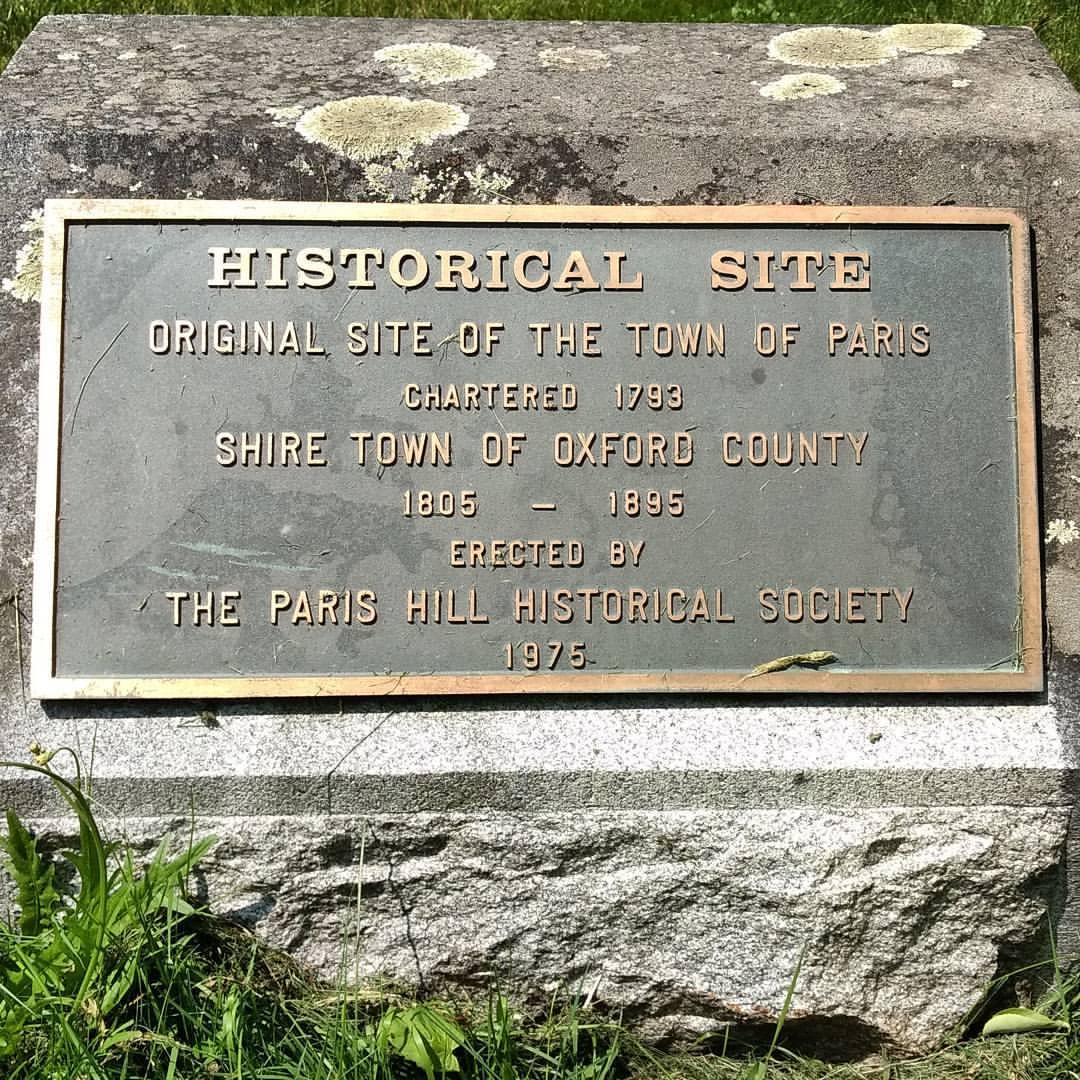 HISTORICAL SITE
ORIGINAL SITE OF THE TOWN OF PARIS
CHARTERED 1793
SHIRE TOWN OF OXFORD COUNTY
1805 – 1895
ERECTED BY
THE PARIS HILL HISTORICAL SOCIETY
1975